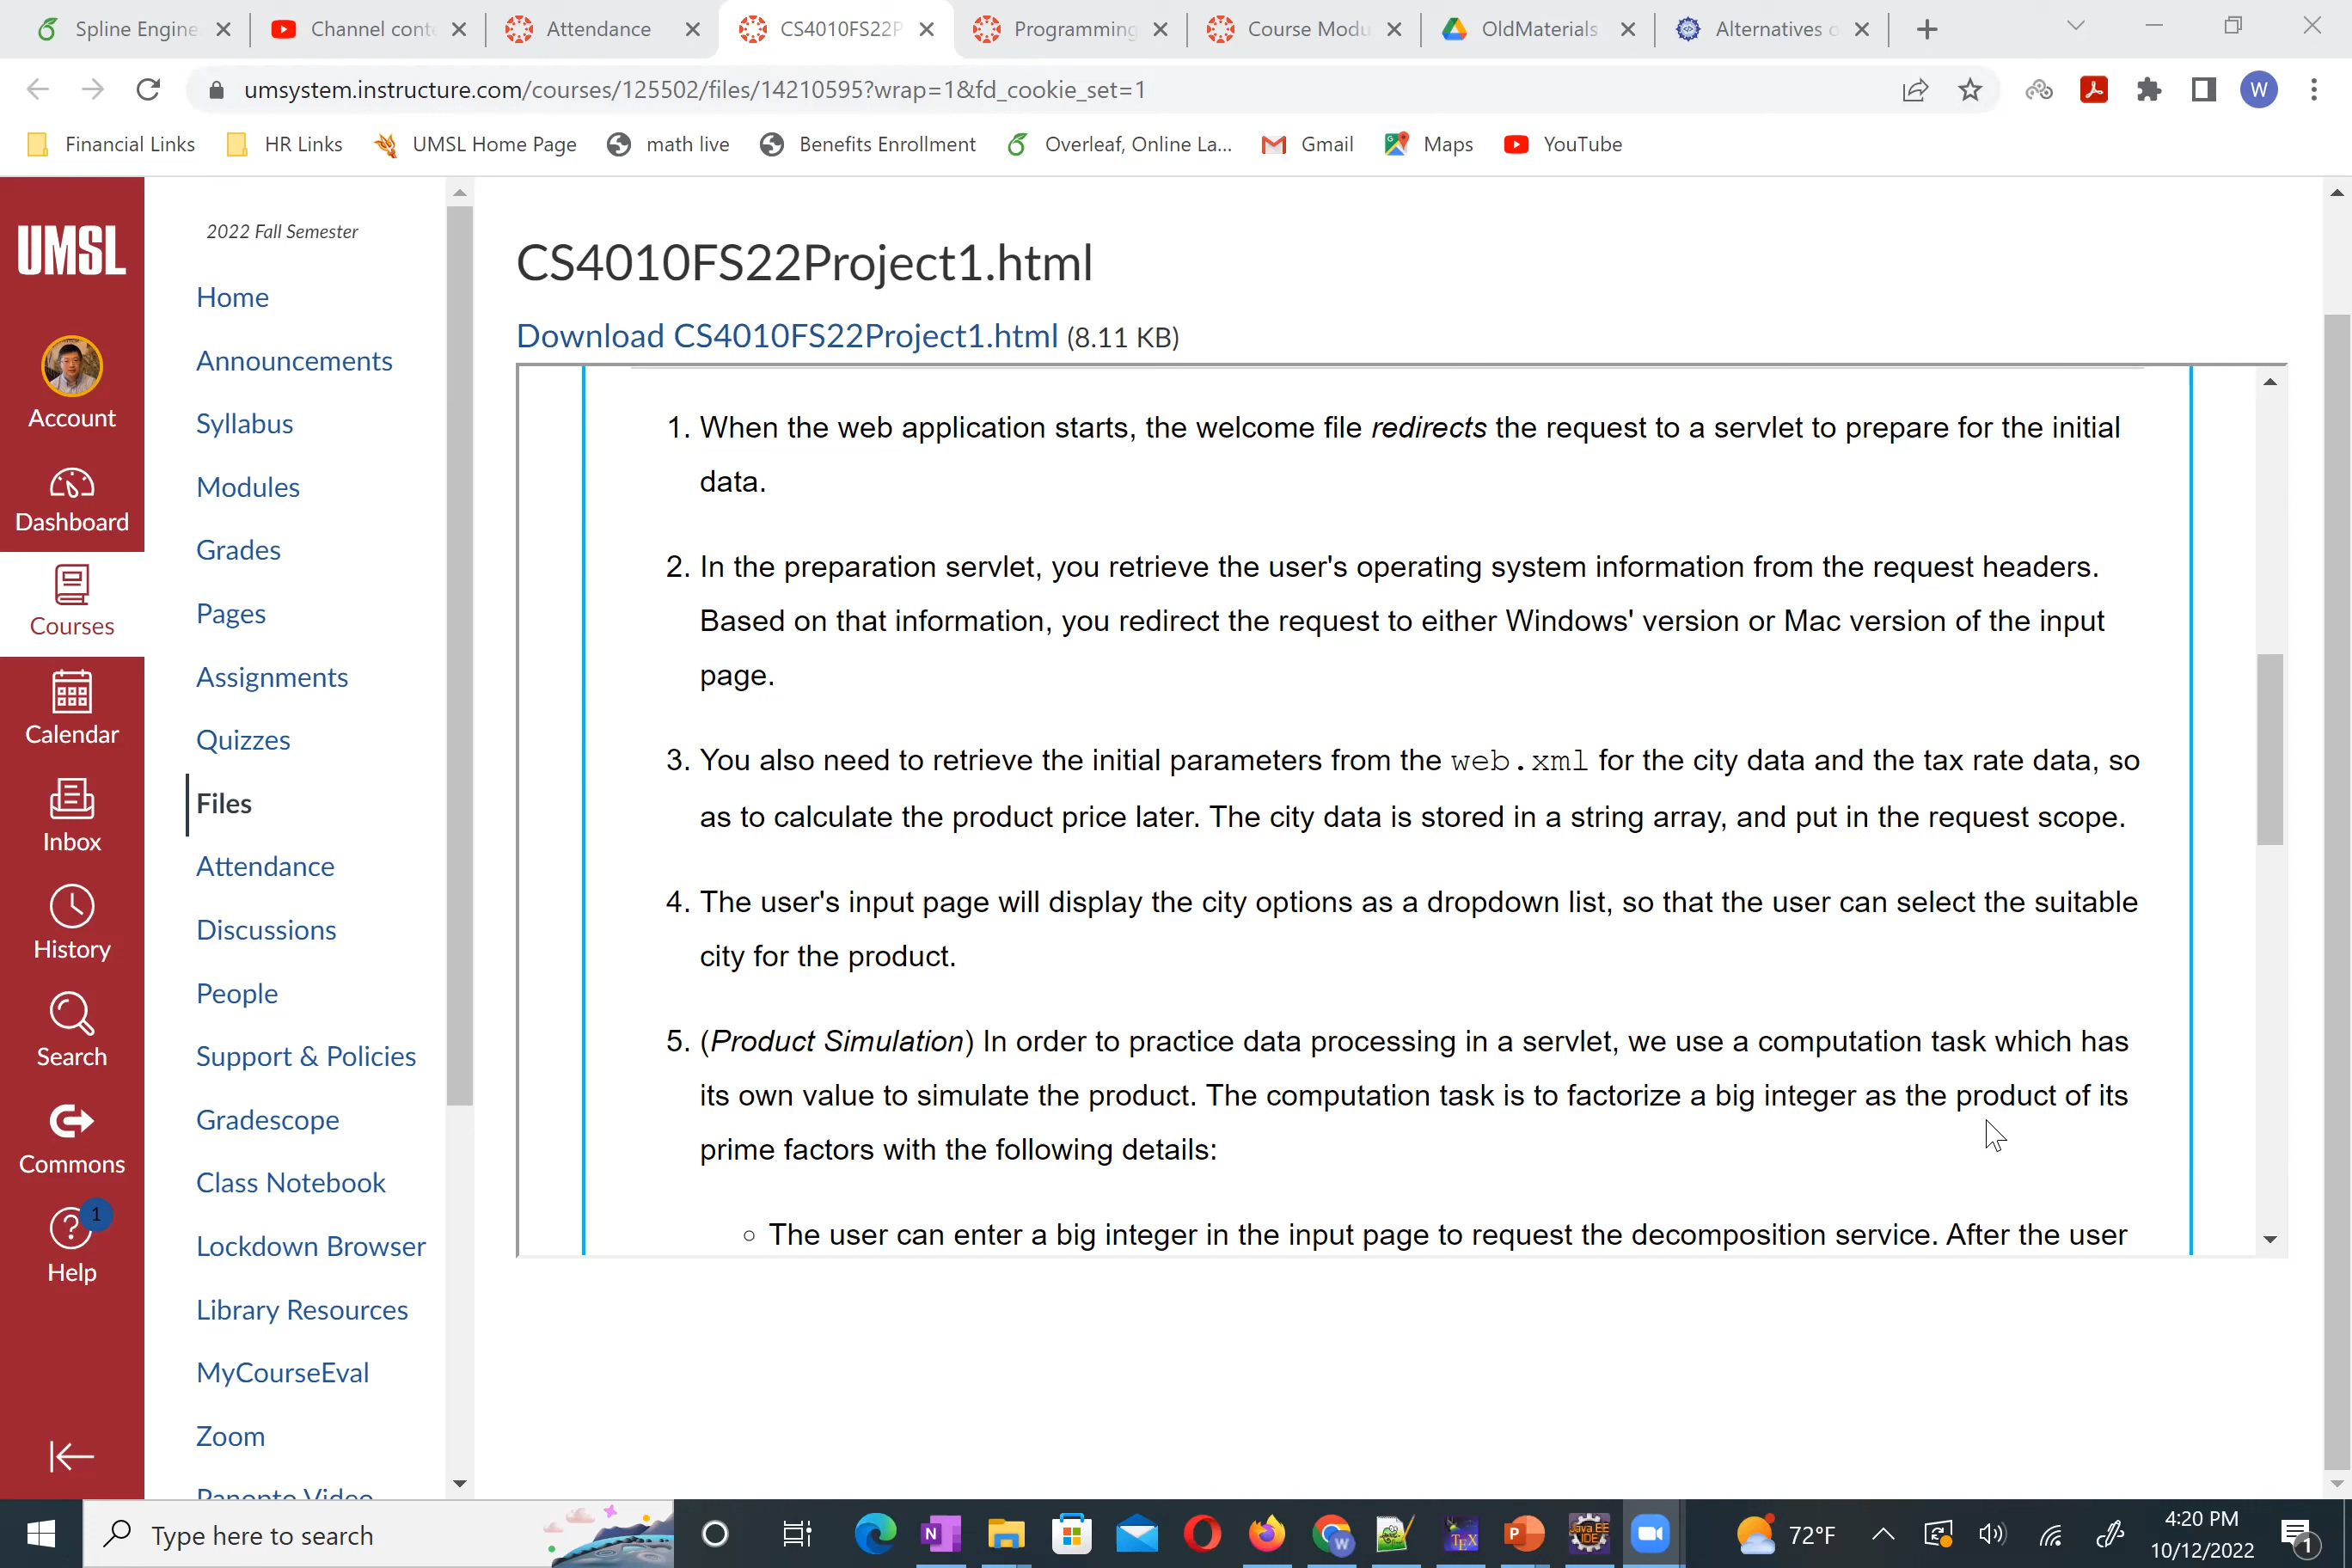 Spline Engine
Channel conte
Attendance
CS4010FS22P
Programming
Course Modu
OldMaterials
Alternatives o
umsystem.instructure.com/courses/125502/files/14210595?wrap=1&fd_cookie_set=1
W
Financial Links
HR Links
UMSL Home Page
math live
Benefits Enrollment
Overleaf, Online La...
Gmail
Maps
YouTube
UMSL
Account
Dashboard
Courses
Calendar
Inbox
History
Search
Commons
1
Help
2022 Fall Semester
Home
Announcements
Syllabus
Modules
Grades
Pages
Assignments
Quizzes
Files
Attendance
Discussions
People
Support & Policies
Gradescope
Class Notebook
Lockdown Browser
Library Resources
MyCourseEval
Zoom
Panopto Video
CS4010FS22Project1.html
Download CS4010FS22Project1.html (8.11 KB)
1. When the web application starts, the welcome file redirects the request to a servlet to prepare for the initial
data.
2. In the preparation servlet, you retrieve the user's operating system information from the request headers.
Based on that information, you redirect the request to either Windows' version or Mac version of the input
page.
3. You also need to retrieve the initial parameters from the web.xml for the city data and the tax rate data, so
as to calculate the product price later. The city data is stored in a string array, and put in the request scope.
4. The user's input page will display the city options as a dropdown list, so that the user can select the suitable
city for the product.
5. (Product Simulation) In order to practice data processing in a servlet, we use a computation task which has
its own value to simulate the product. The computation task is to factorize a big integer as the product of its
prime factors with the following details:
○ The user can enter a big integer in the input page to request the decomposition service. After the user
Type here to search
72°F
4:20 PM
10/12/2022
1